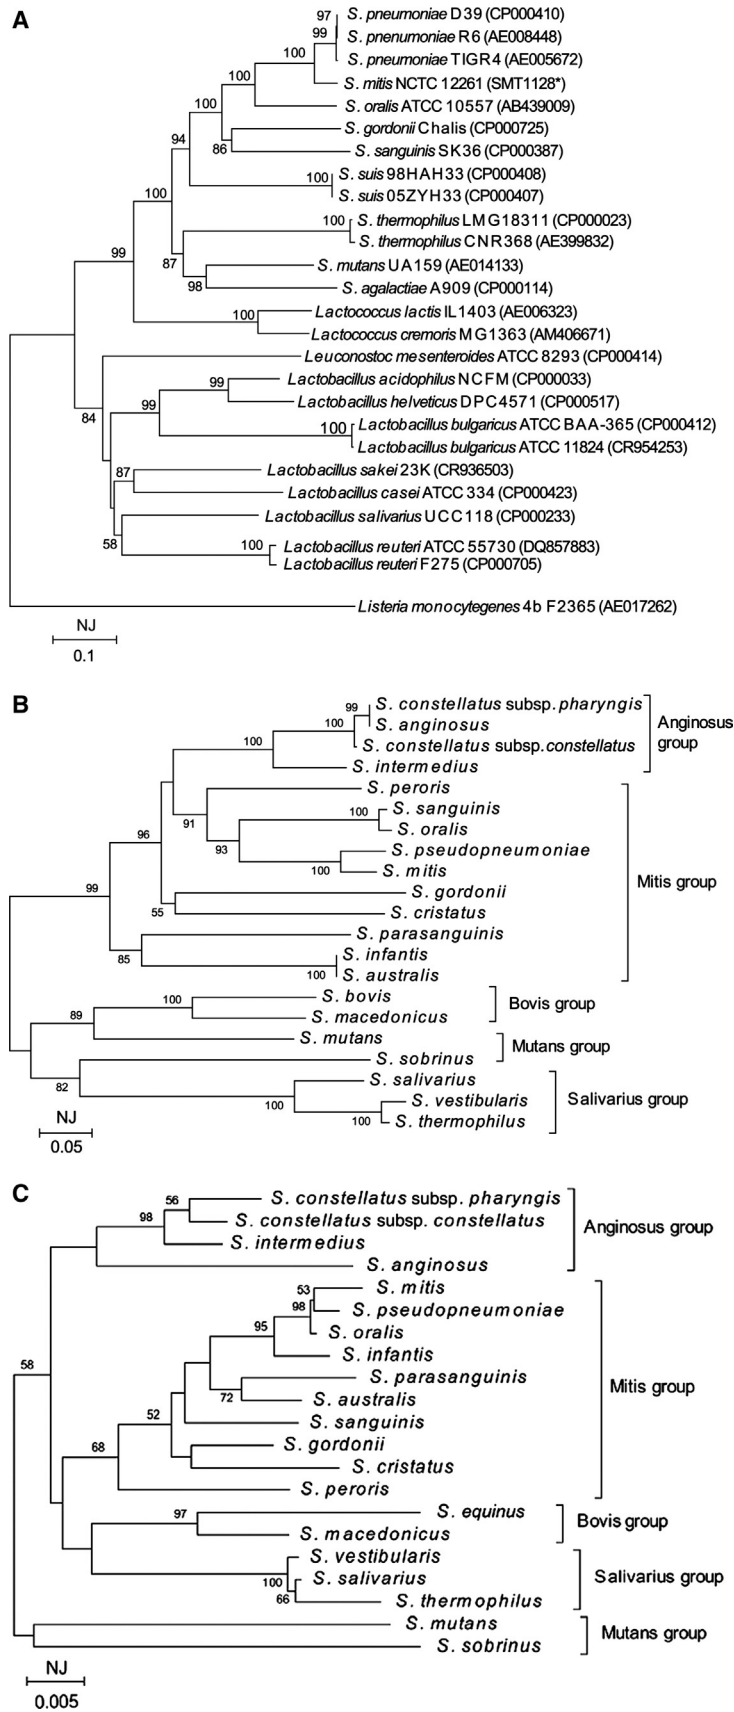 A
97
S. pneumoniae D39 (CP000410)
99
S. pnenumoniae R6 (AE008448)
100
S. pneumoniae TIGR4 (AE005672)
100
S. mitis NCTC 12261 (SMT1128*)
100
S. oralis ATCC 10557 (AB439009)
S. gordonii Chalis (CP000725)
94
86
S. sanguinis SK36 (CP000387)
100
S. suis 98HAH33 (CP000408)
S. suis 05ZYH33 (CP000407)
100
100
S. thermophilus LMG18311 (CP000023)
S. thermophilus CNR368 (AE399832)
99
87
S. mutans UA159 (AE014133)
98
S. agalactiae A909 (CP000114)
100
Lactococcus lactis IL1403 (AE006323)
Lactococcus cremoris MG1363 (AM406671)
Leuconostoc mesenteroides ATCC 8293 (CP000414)
99
Lactobacillus acidophilus NCFM (CP000033)
99
Lactobacillus helveticus DPC4571 (CP000517)
84
100
Lactobacillus bulgaricus ATCC BAA-365 (CP000412)
Lactobacillus bulgaricus ATCC 11824 (CR954253)
87
Lactobacillus sakei 23K (CR936503)
Lactobacillus casei ATCC 334 (CP000423)
Lactobacillus salivarius UCC118 (CP000233)
58
100
Lactobacillus reuteri ATCC 55730 (DQ857883)
Lactobacillus reuteri F275 (CP000705)
Listeria monocytegenes 4b F2365 (AE017262)
NJ
0.1
B
99
S. constellatus subsp. pharyngis
100
S. anginosus
Anginosus group
100
S. constellatus subsp. constellatus
S. intermedius
S. peroris
91
100
S. sanguinis
96
S. oralis
93
S. pseudopneumoniae
100
S. mitis
Mitis group
99
S. gordonii
55
S. cristatus
S. parasanguinis
85
S. infantis
100
S. australis
100
S. bovis
Bovis group
89
S. macedonicus
S. mutans
Mutans group
S. sobrinus
82
S. salivarius
100
S. vestibularis
Salivarius group
100
S. thermophilus
NJ
0.05
C
56
S. constellatus subsp. pharyngis
98
S. constellatus subsp. constellatus
Anginosus group
S. intermedius
S. anginosus
53
S. mitis
98
S. pseudopneumoniae
95
S. oralis
S. infantis
58
S. parasanguinis
Mitis group
72
S. australis
52
S. sanguinis
68
S. gordonii
S. cristatus
S. peroris
97
S. equinus
Bovis group
S. macedonicus
S. vestibularis
100
S. salivarius
Salivarius group
66
S. thermophilus
S. mutans
Mutans group
S. sobrinus
NJ
0.005